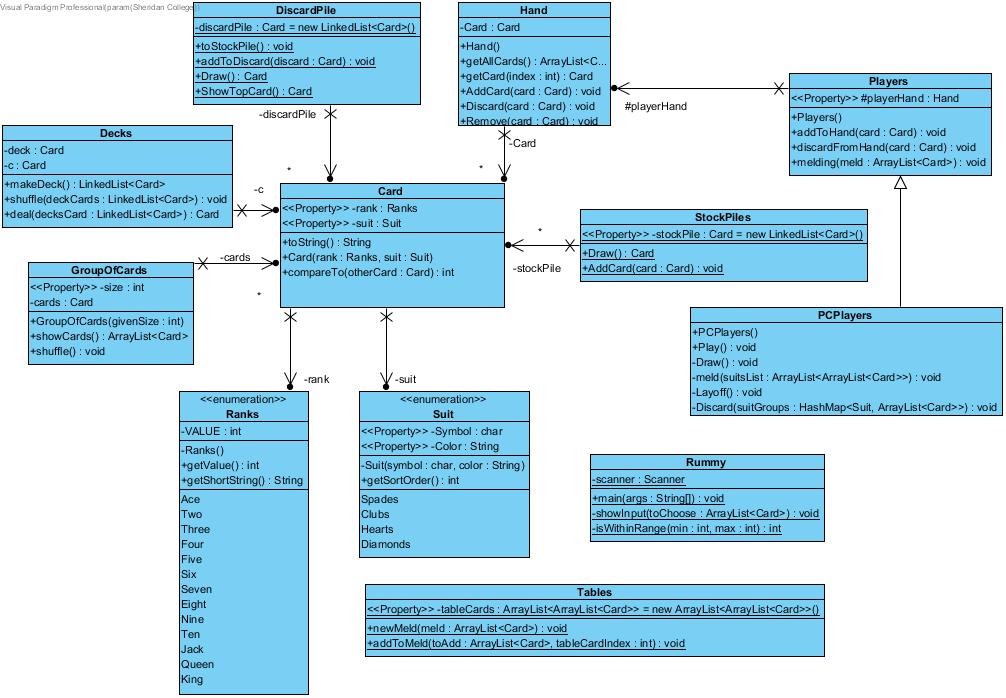 Visual Paradigm Professional(param(Sheridan College))
DiscardPile
-discardPile : Card = new LinkedList<Card>()
+toStockPile() : void
+addToDiscard(discard : Card) : void
+Draw() : Card
+ShowTopCard() : Card
Hand
-Card : Card
+Hand()
+getAllCards() : ArrayList<C...
+getCard(index : int) : Card
+AddCard(card : Card) : void
+Discard(card : Card) : void
+Remove(card : Card) : void
Players
<<Property>> #playerHand : Hand
+Players()
+addToHand(card : Card) : void
+discardFromHand(card : Card) : void
+melding(meld : ArrayList<Card>) : void
#playerHand
-discardPile
*
-Card
*
Decks
-deck : Card
-c : Card
+makeDeck() : LinkedList<Card>
+shuffle(deckCards : LinkedList<Card>) : void
+deal(decksCard : LinkedList<Card>) : Card
-c
Card
<<Property>> -rank : Ranks
<<Property>> -suit : Suit
+toString() : String
+Card(rank : Ranks, suit : Suit)
+compareTo(otherCard : Card) : int
StockPiles
<<Property>> -stockPile : Card = new LinkedList<Card>()
+Draw() : Card
+AddCard(card : Card) : void
*
-stockPile
GroupOfCards
<<Property>> -size : int
-cards : Card
+GroupOfCards(givenSize : int)
+showCards() : ArrayList<Card>
+shuffle() : void
-cards
*
PCPlayers
+PCPlayers()
+Play() : void
-Draw() : void
-meld(suitsList : ArrayList<ArrayList<Card>>) : void
-Layoff() : void
-Discard(suitGroups : HashMap<Suit, ArrayList<Card>>) : void
-rank
-suit
<<enumeration>>
Ranks
-VALUE : int
-Ranks()
+getValue() : int
+getShortString() : String
Ace
Two
Three
Four
Five
Six
Seven
Eight
Nine
Ten
Jack
Queen
King
<<enumeration>>
Suit
<<Property>> -Symbol : char
<<Property>> -Color : String
-Suit(symbol : char, color : String)
+getSortOrder() : int
Spades
Clubs
Hearts
Diamonds
Rummy
-scanner : Scanner
+main(args : String[]) : void
-showInput(toChoose : ArrayList<Card>) : void
-isWithinRange(min : int, max : int) : int
Tables
<<Property>> -tableCards : ArrayList<ArrayList<Card>> = new ArrayList<ArrayList<Card>>()
+newMeld(meld : ArrayList<Card>) : void
+addToMeld(toAdd : ArrayList<Card>, tableCardIndex : int) : void